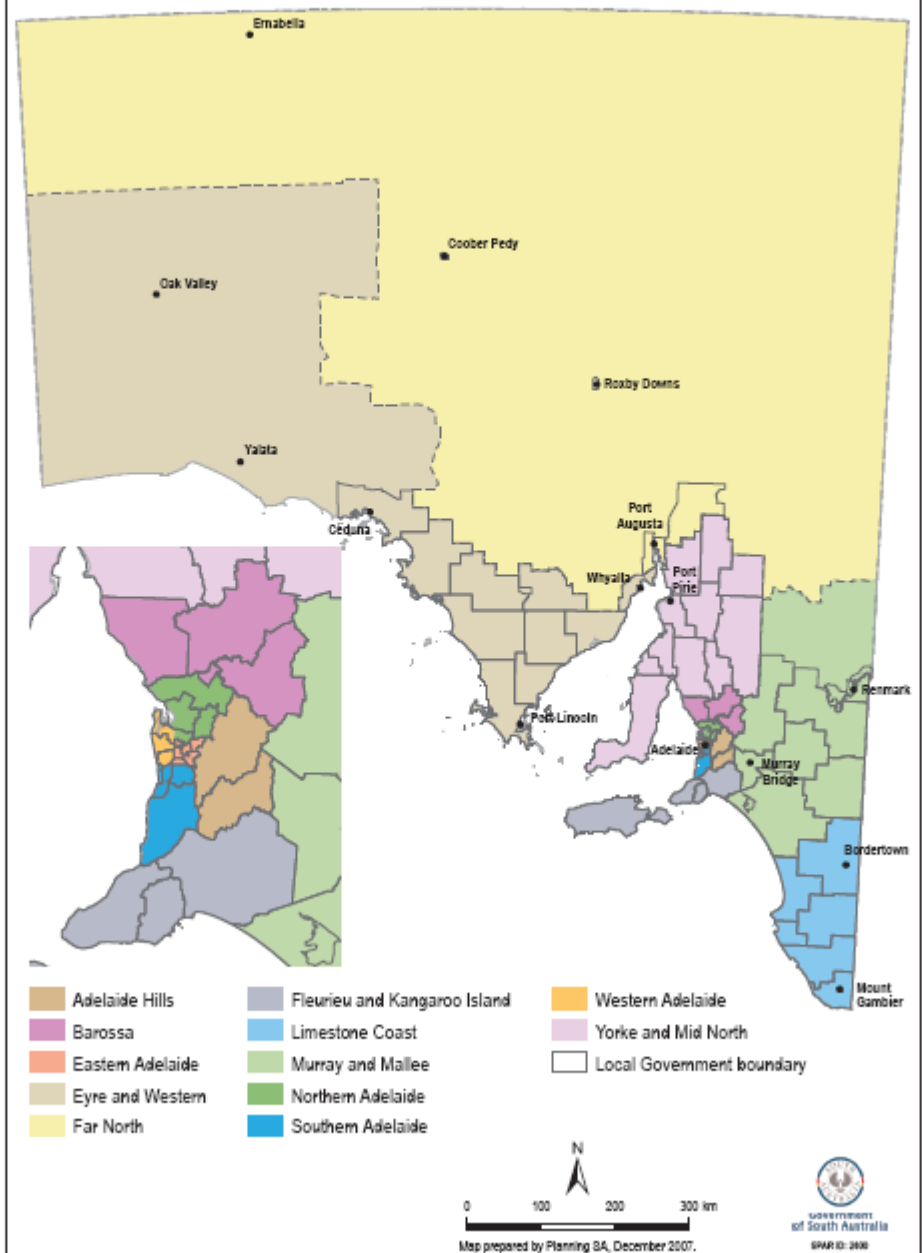 Ernabella
Coober Pedy
Oak Valley
Roxby Downs
Yalata
Port
Augusta
Ceduna
Whyalla
Port
Pirie
Renmark
Port Lincoln
Adelaide
Murray
Bridge
Bordertown
Mount
Gambier
Adelaide Hills
Barossa
Eastern Adelaide
Eyre and Western
Far North
Fleurieu and Kangaroo Island
Limestone Coast
Murray and Mallee
Northern Adelaide
Southern Adelaide
Western Adelaide
Yorke and Mid North
Local Government boundary
N
0 100 200 300 km
Map prepared by Planning SA, December 2007.
SOUTH
AUSTRALIA
Government
of South Australia